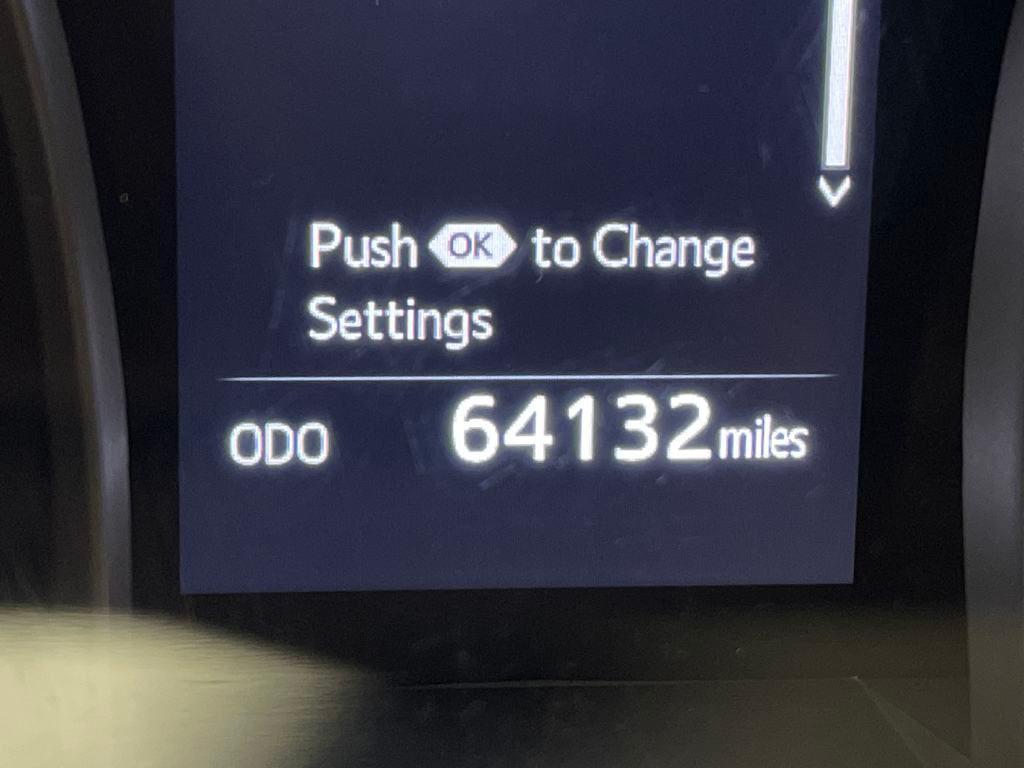 Push OK to Change
Settings
ODO 64132 miles